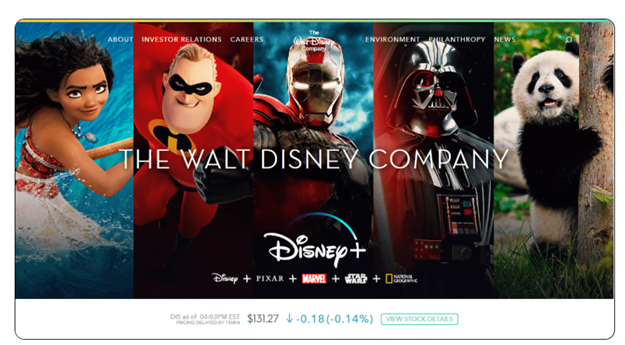 ABOUT INVESTOR RELATIONS CAREERS The Walt Disney Company ENVIRONMENT PHILANTHROPY NEWS
THE WALT DISNEY COMPANY
Disney+
Disney + PIXAR + MARVEL + STAR WARS + NATIONAL GEOGRAPHIC
DIS as of 04:03PM EST $131.27 ↓ -0.18 (-0.14%) VIEW STOCK DETAILS
PRICING DELAYED BY 15MIN